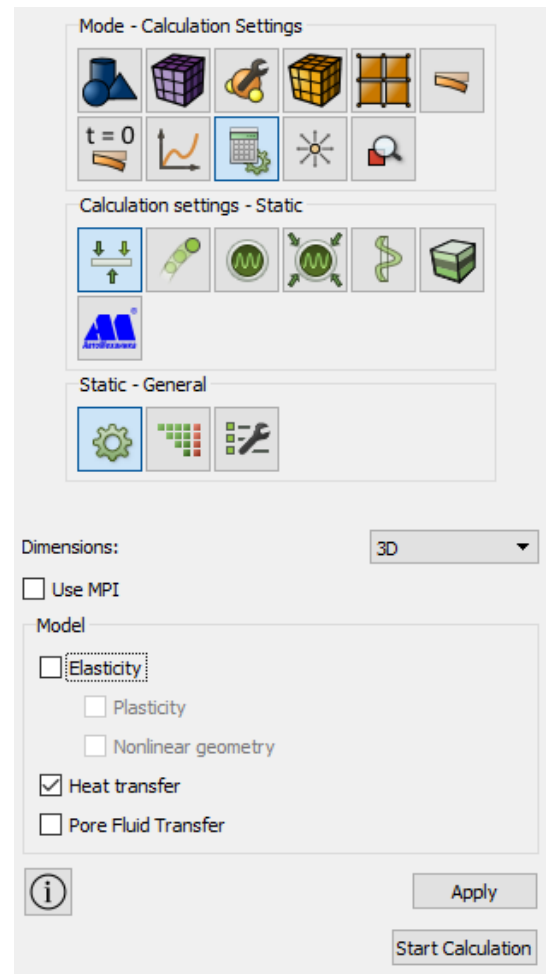 Mode - Calculation Settings
t = 0
Calculation settings - Static
®
АвтоМеханика
Static - General
Dimensions:
3D
Use MPI
Model
Elasticity
Plasticity
Nonlinear geometry
Heat transfer
Pore Fluid Transfer
i
Apply
Start Calculation